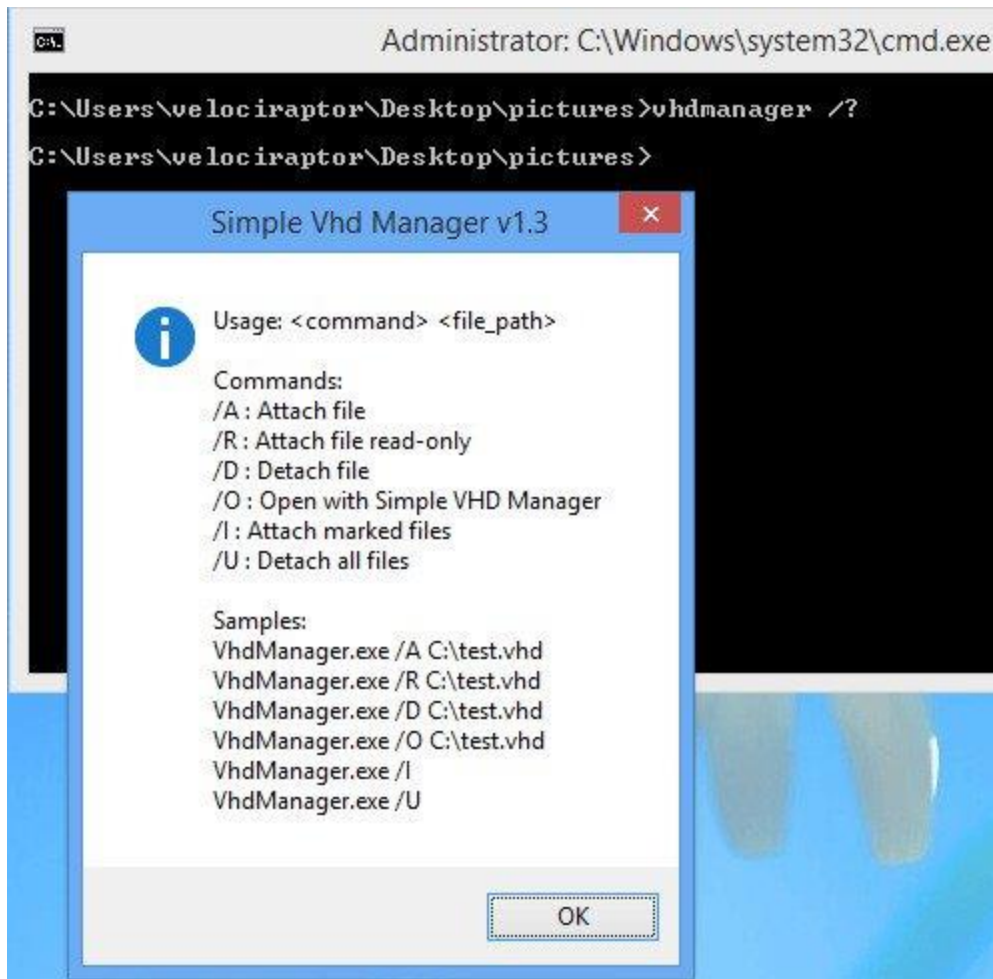 C:\.
Administrator: C:\Windows\system32\cmd.exe
C:\Users\velociraptor\Desktop\pictures>vhdmanager /?
C:\Users\velociraptor\Desktop\pictures>
Simple Vhd Manager v1.3
Usage: <command> <file_path>
Commands:
/A : Attach file
/R : Attach file read-only
/D : Detach file
/O : Open with Simple VHD Manager
/I : Attach marked files
/U : Detach all files
Samples:
VhdManager.exe /A C:\test.vhd
VhdManager.exe /R C:\test.vhd
VhdManager.exe /D C:\test.vhd
VhdManager.exe /O C:\test.vhd
VhdManager.exe /I
VhdManager.exe /U
OK